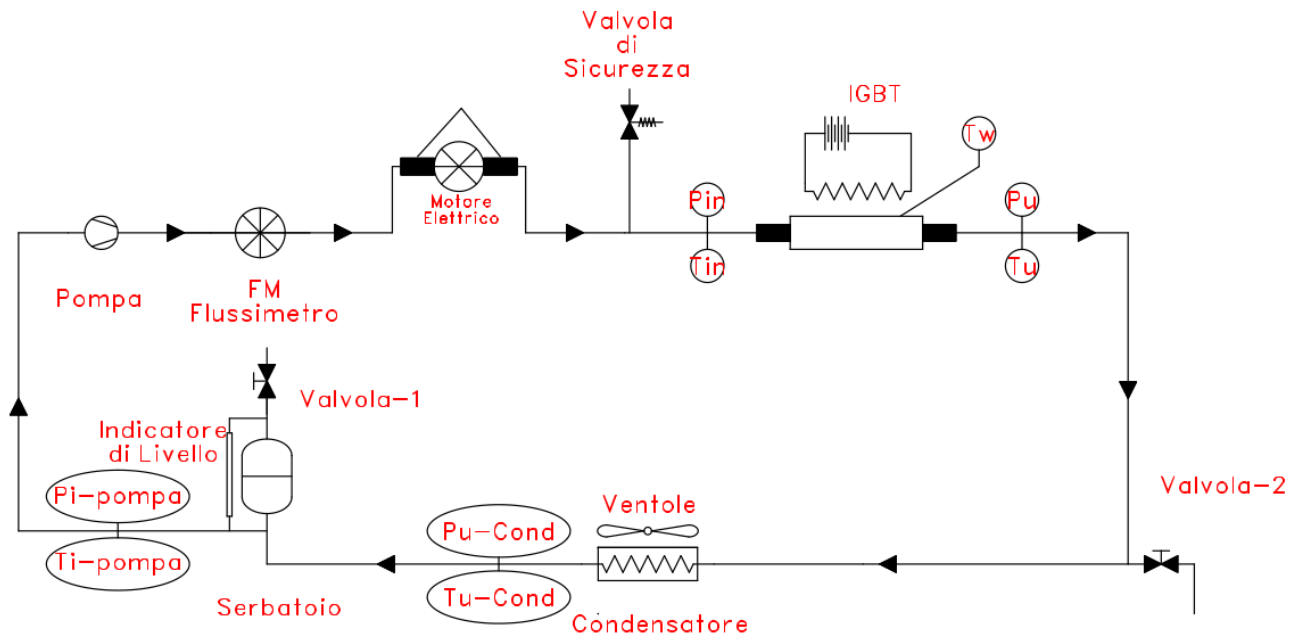 Valvola
di
Sicurezza
IGBT
Tw
Motore
Elettrico
Pin
Tin
Pu
Tu
Pompa
FM
Flussimetro
Valvola-1
Indicatore
di Livello
Pi-pompa
Ti-pompa
Serbatoio
Pu-Cond
Tu-Cond
Ventole
Condensatore
Valvola-2